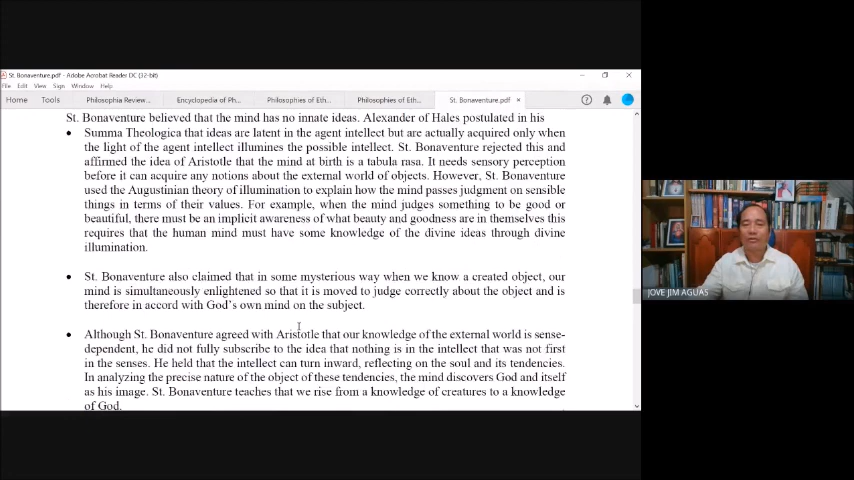 St. Bonaventure.pdf - Adobe Acrobat Reader DC (32-bit)
File Edit View Sign Window Help
Home Tools Philosophia Review... Encyclopedia of Ph... Philosophies of Eth... Philosophies of Eth... St. Bonaventure.pdf ×
St. Bonaventure believed that the mind has no innate ideas. Alexander of Hales postulated in his
• Summa Theologica that ideas are latent in the agent intellect but are actually acquired only when
the light of the agent intellect illumines the possible intellect. St. Bonaventure rejected this and
affirmed the idea of Aristotle that the mind at birth is a tabula rasa. It needs sensory perception
before it can acquire any notions about the external world of objects. However, St. Bonaventure
used the Augustinian theory of illumination to explain how the mind passes judgment on sensible
things in terms of their values. For example, when the mind judges something to be good or
beautiful, there must be an implicit awareness of what beauty and goodness are in themselves this
requires that the human mind must have some knowledge of the divine ideas through divine
illumination.
• St. Bonaventure also claimed that in some mysterious way when we know a created object, our
mind is simultaneously enlightened so that it is moved to judge correctly about the object and is
therefore in accord with God's own mind on the subject.
• Although St. Bonaventure agreed with Aristotle that our knowledge of the external world is sense-
dependent, he did not fully subscribe to the idea that nothing is in the intellect that was not first
in the senses. He held that the intellect can turn inward, reflecting on the soul and its tendencies.
In analyzing the precise nature of the object of these tendencies, the mind discovers God and itself
as his image. St. Bonaventure teaches that we rise from a knowledge of creatures to a knowledge
of God.
JOVE JIM AGUAS